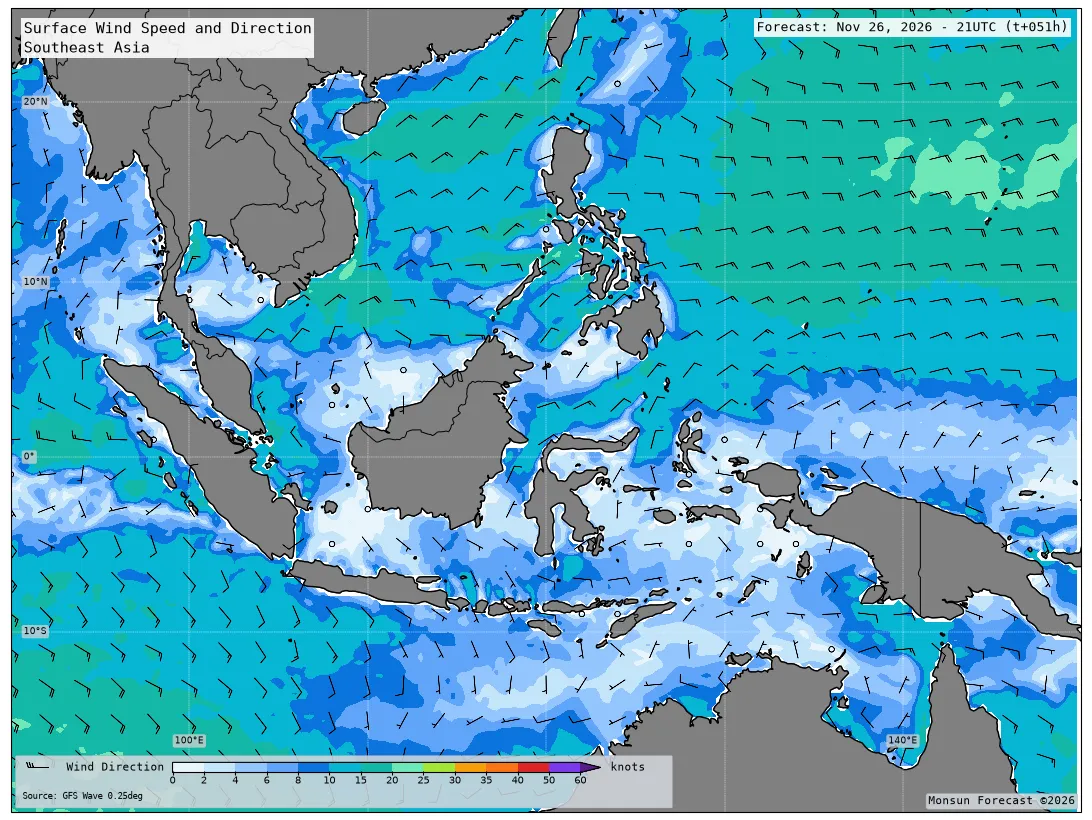 Surface Wind Speed and Direction
Southeast Asia
Forecast: Nov 26, 2026 - 21UTC (t+051h)
20°N
10°N
0°
10°S
100°E
140°E
Wind Direction
0 2 4 6 8 10 15 20 25 30 35 40 50 60
knots
Source: GFS Wave 0.25deg
Monsun Forecast ©2026